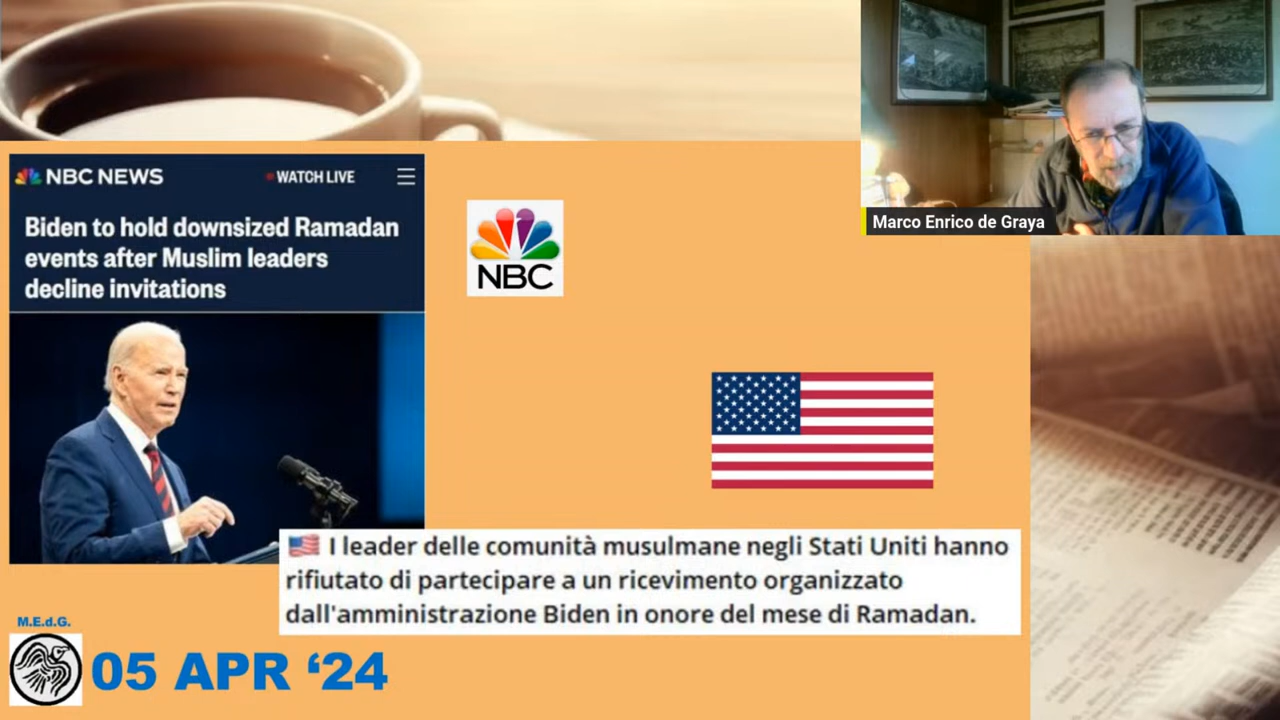 NBC NEWS
WATCH LIVE
Biden to hold downsized Ramadan
events after Muslim leaders
decline invitations
NBC
Marco Enrico de Graya
I leader delle comunità musulmane negli Stati Uniti hanno
rifiutato di partecipare a un ricevimento organizzato
dall'amministrazione Biden in onore del mese di Ramadan.
M.E.d.G.
05 APR ‘24